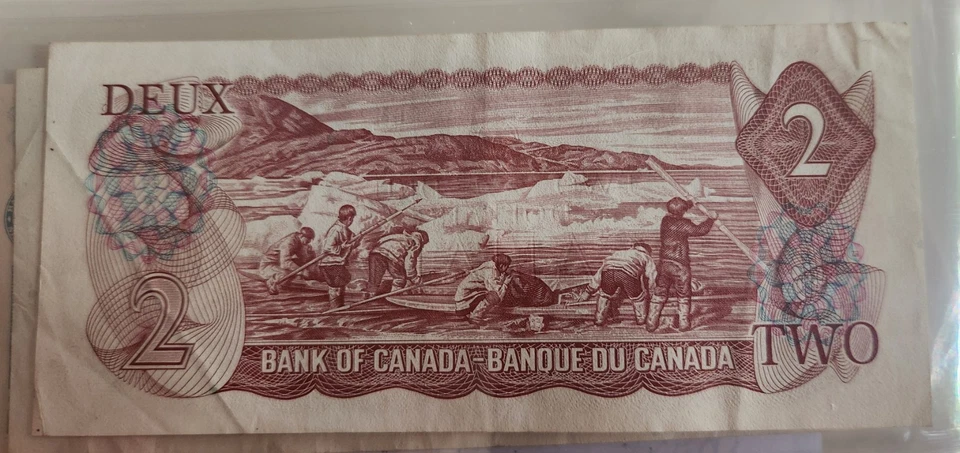 DEUX
2
2
BANK OF CANADA-BANQUE DU CANADA
TWO